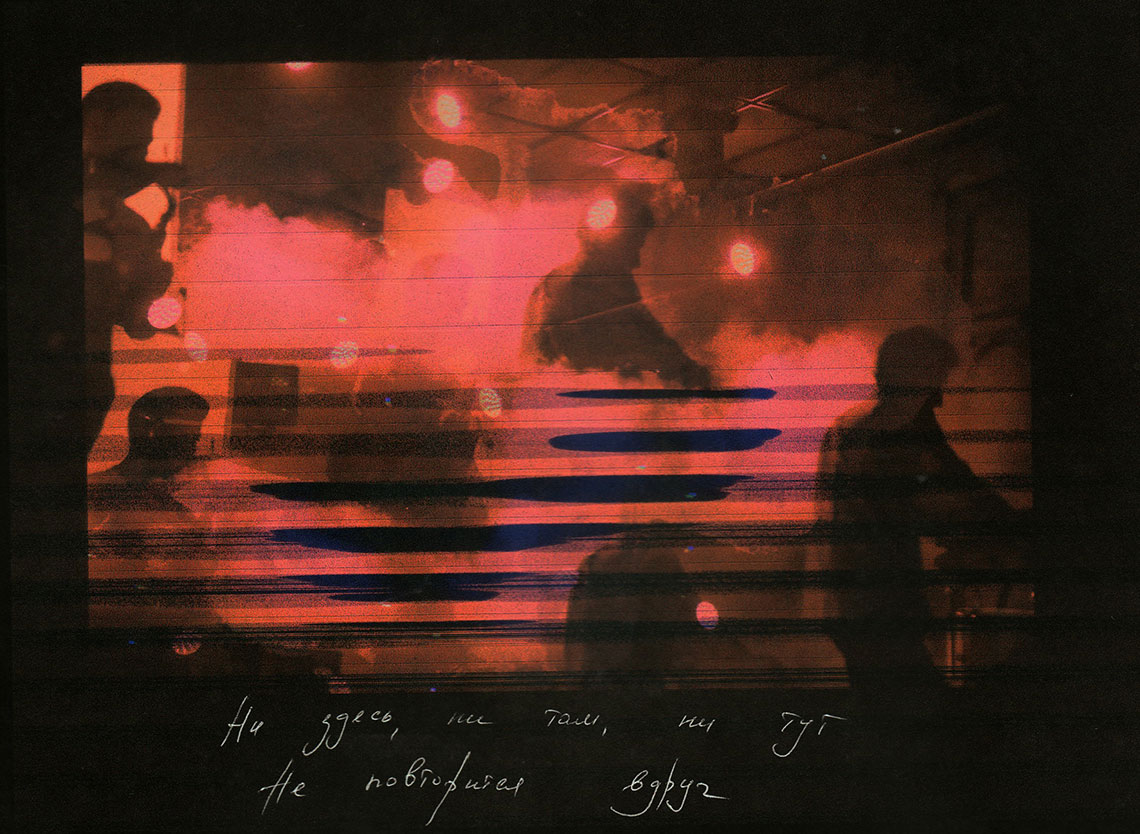 Ни здесь, ни там, ни тут
Не повторится вдруг